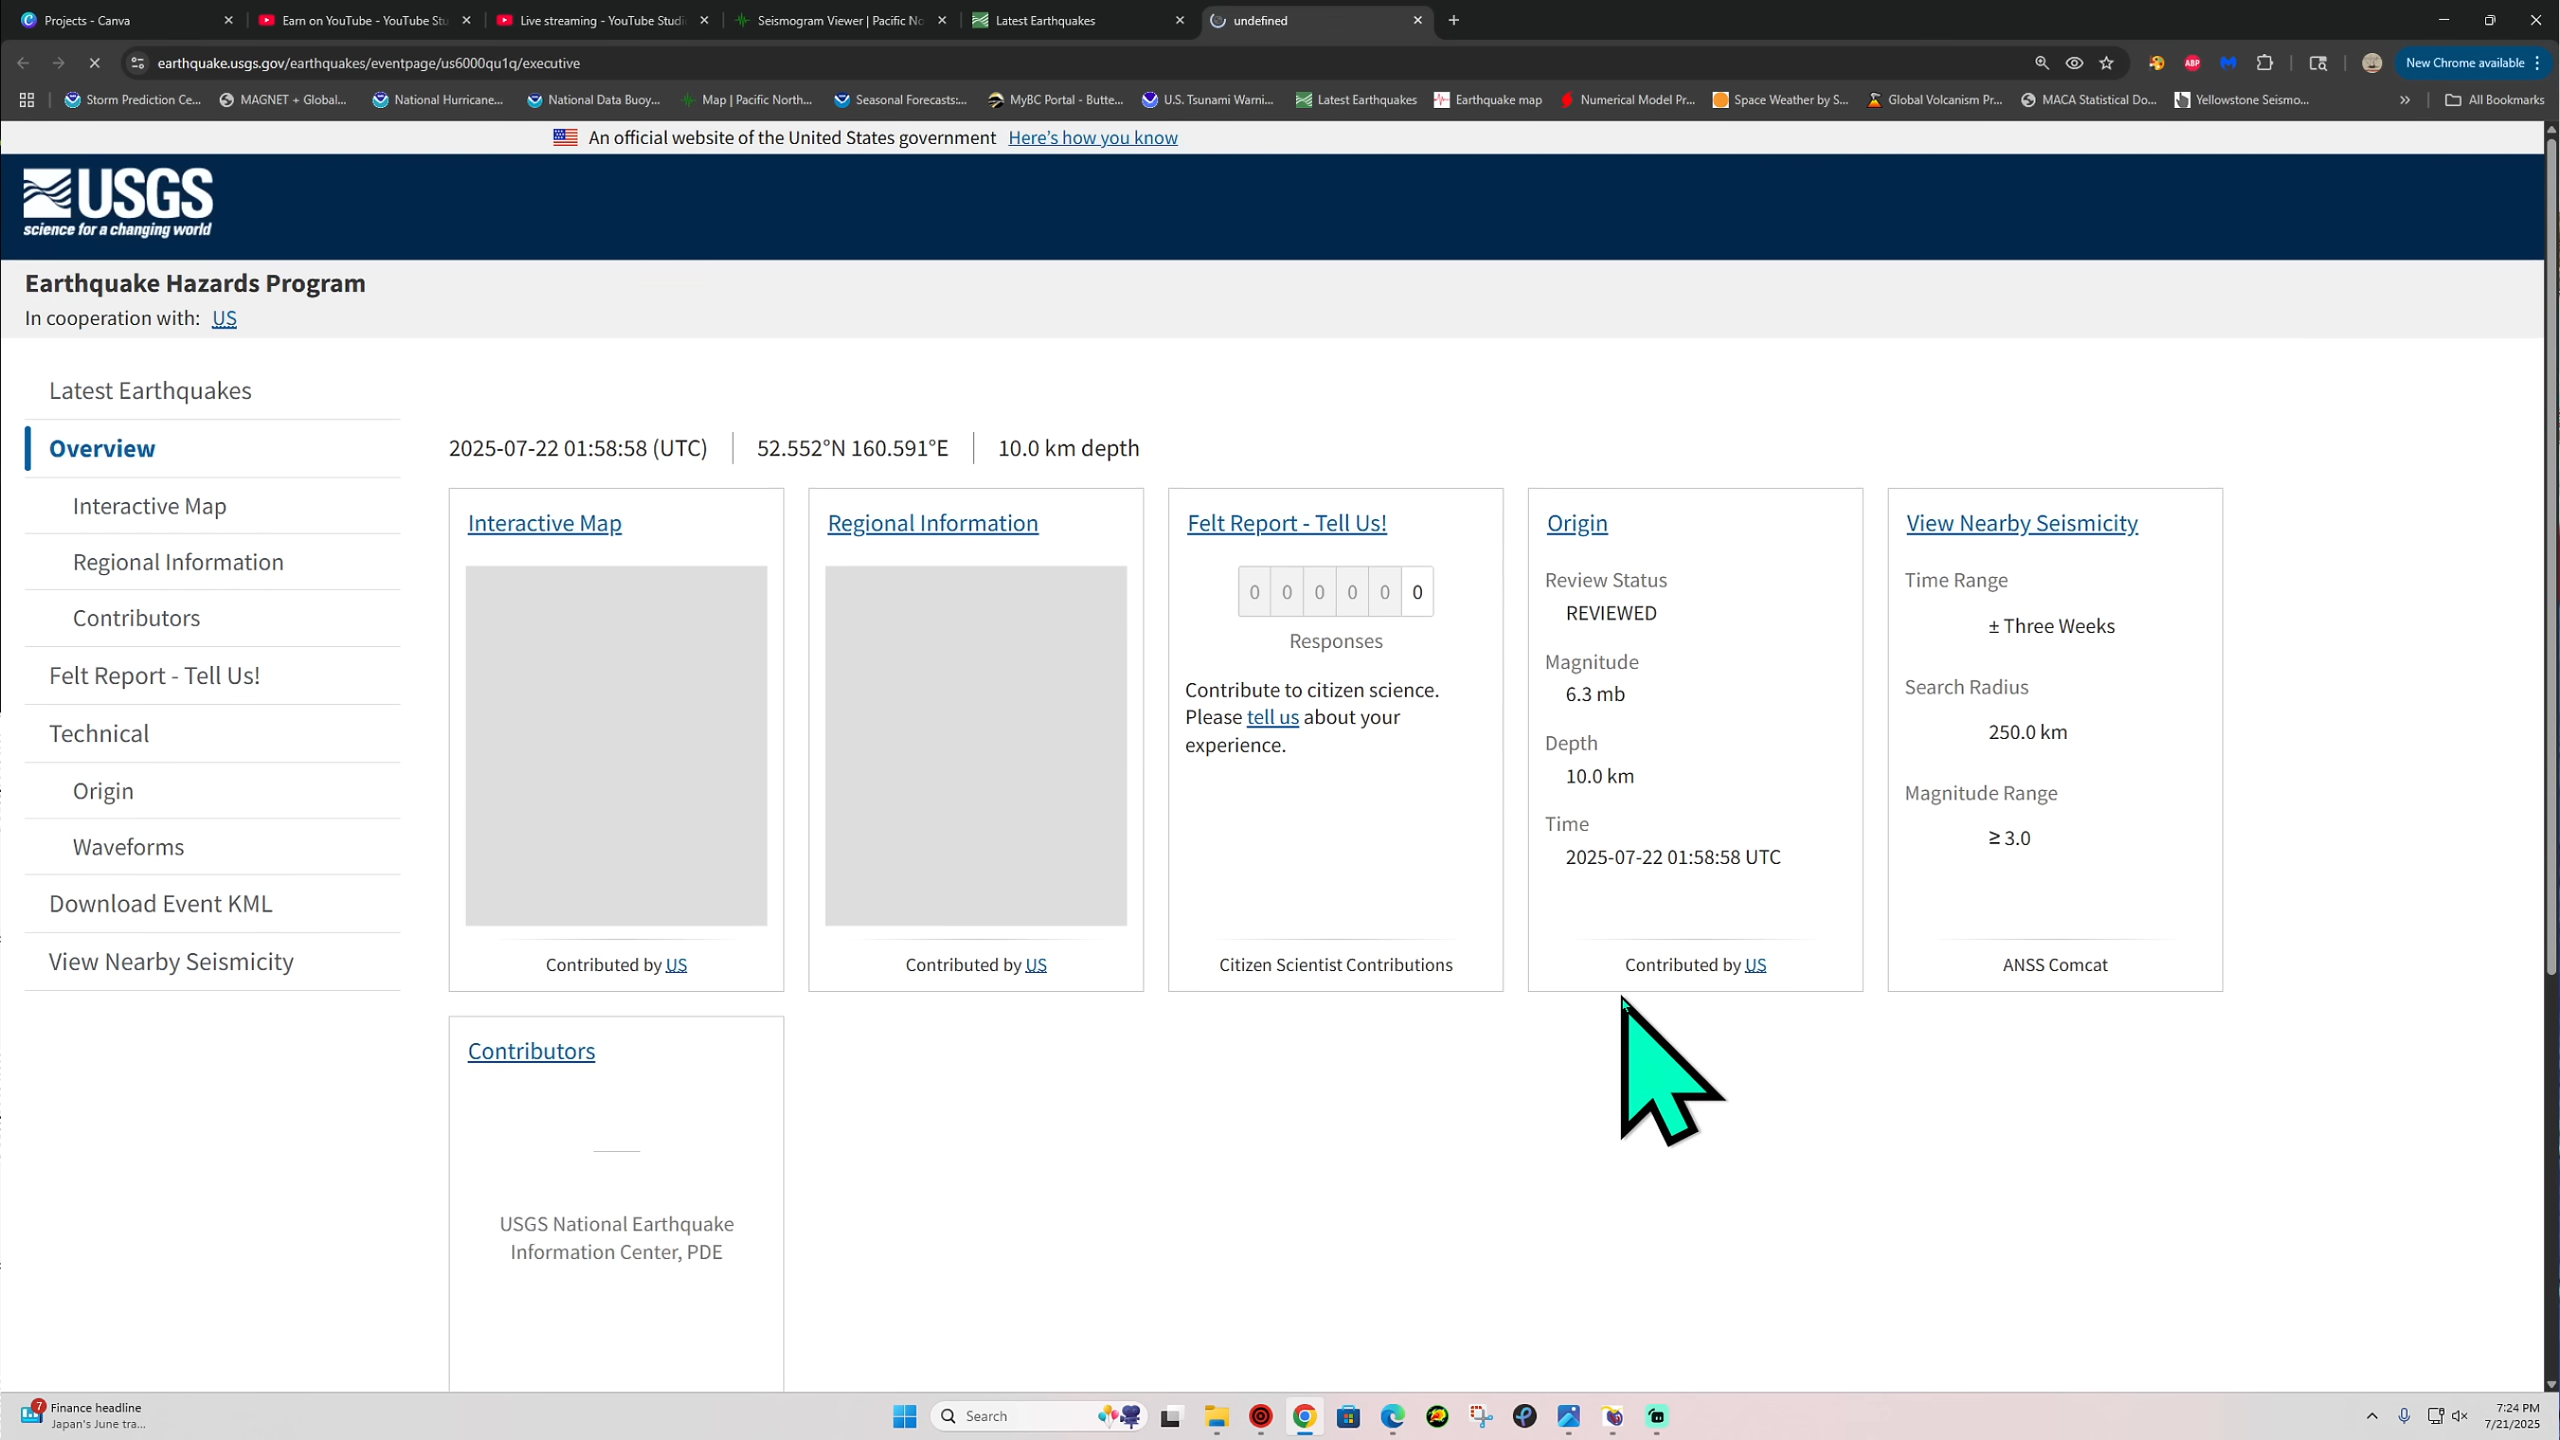 Projects - Canva
Earn on YouTube - YouTube Stu
Live streaming - YouTube Studi
Seismogram Viewer | Pacific No
Latest Earthquakes
undefined
earthquake.usgs.gov/earthquakes/eventpage/us6000qu1q/executive
ABP
New Chrome available
Storm Prediction Ce...
MAGNET + Global...
National Hurricane...
National Data Buoy...
Map | Pacific North...
Seasonal Forecasts:...
MyBC Portal - Butte...
U.S. Tsunami Warni...
Latest Earthquakes
Earthquake map
Numerical Model Pr...
Space Weather by S...
Global Volcanism Pr...
MACA Statistical Do...
Yellowstone Seismo...
All Bookmarks
An official website of the United States government Here's how you know
USGS
science for a changing world
Earthquake Hazards Program
In cooperation with: US
Latest Earthquakes
Overview
Interactive Map
Regional Information
Contributors
Felt Report - Tell Us!
Technical
Origin
Waveforms
Download Event KML
View Nearby Seismicity
2025-07-22 01:58:58 (UTC)
52.552°N 160.591°E
10.0 km depth
Interactive Map
Contributed by US
Regional Information
Contributed by US
Felt Report - Tell Us!
0 0 0 0 0 0
Responses
Contribute to citizen science.
Please tell us about your
experience.
Citizen Scientist Contributions
Origin
Review Status
REVIEWED
Magnitude
6.3 mb
Depth
10.0 km
Time
2025-07-22 01:58:58 UTC
Contributed by US
View Nearby Seismicity
Time Range
± Three Weeks
Search Radius
250.0 km
Magnitude Range
≥ 3.0
ANSS Comcat
Contributors
USGS National Earthquake
Information Center, PDE
7
Finance headline
Japan's June tra...
Search
7:24 PM
7/21/2025